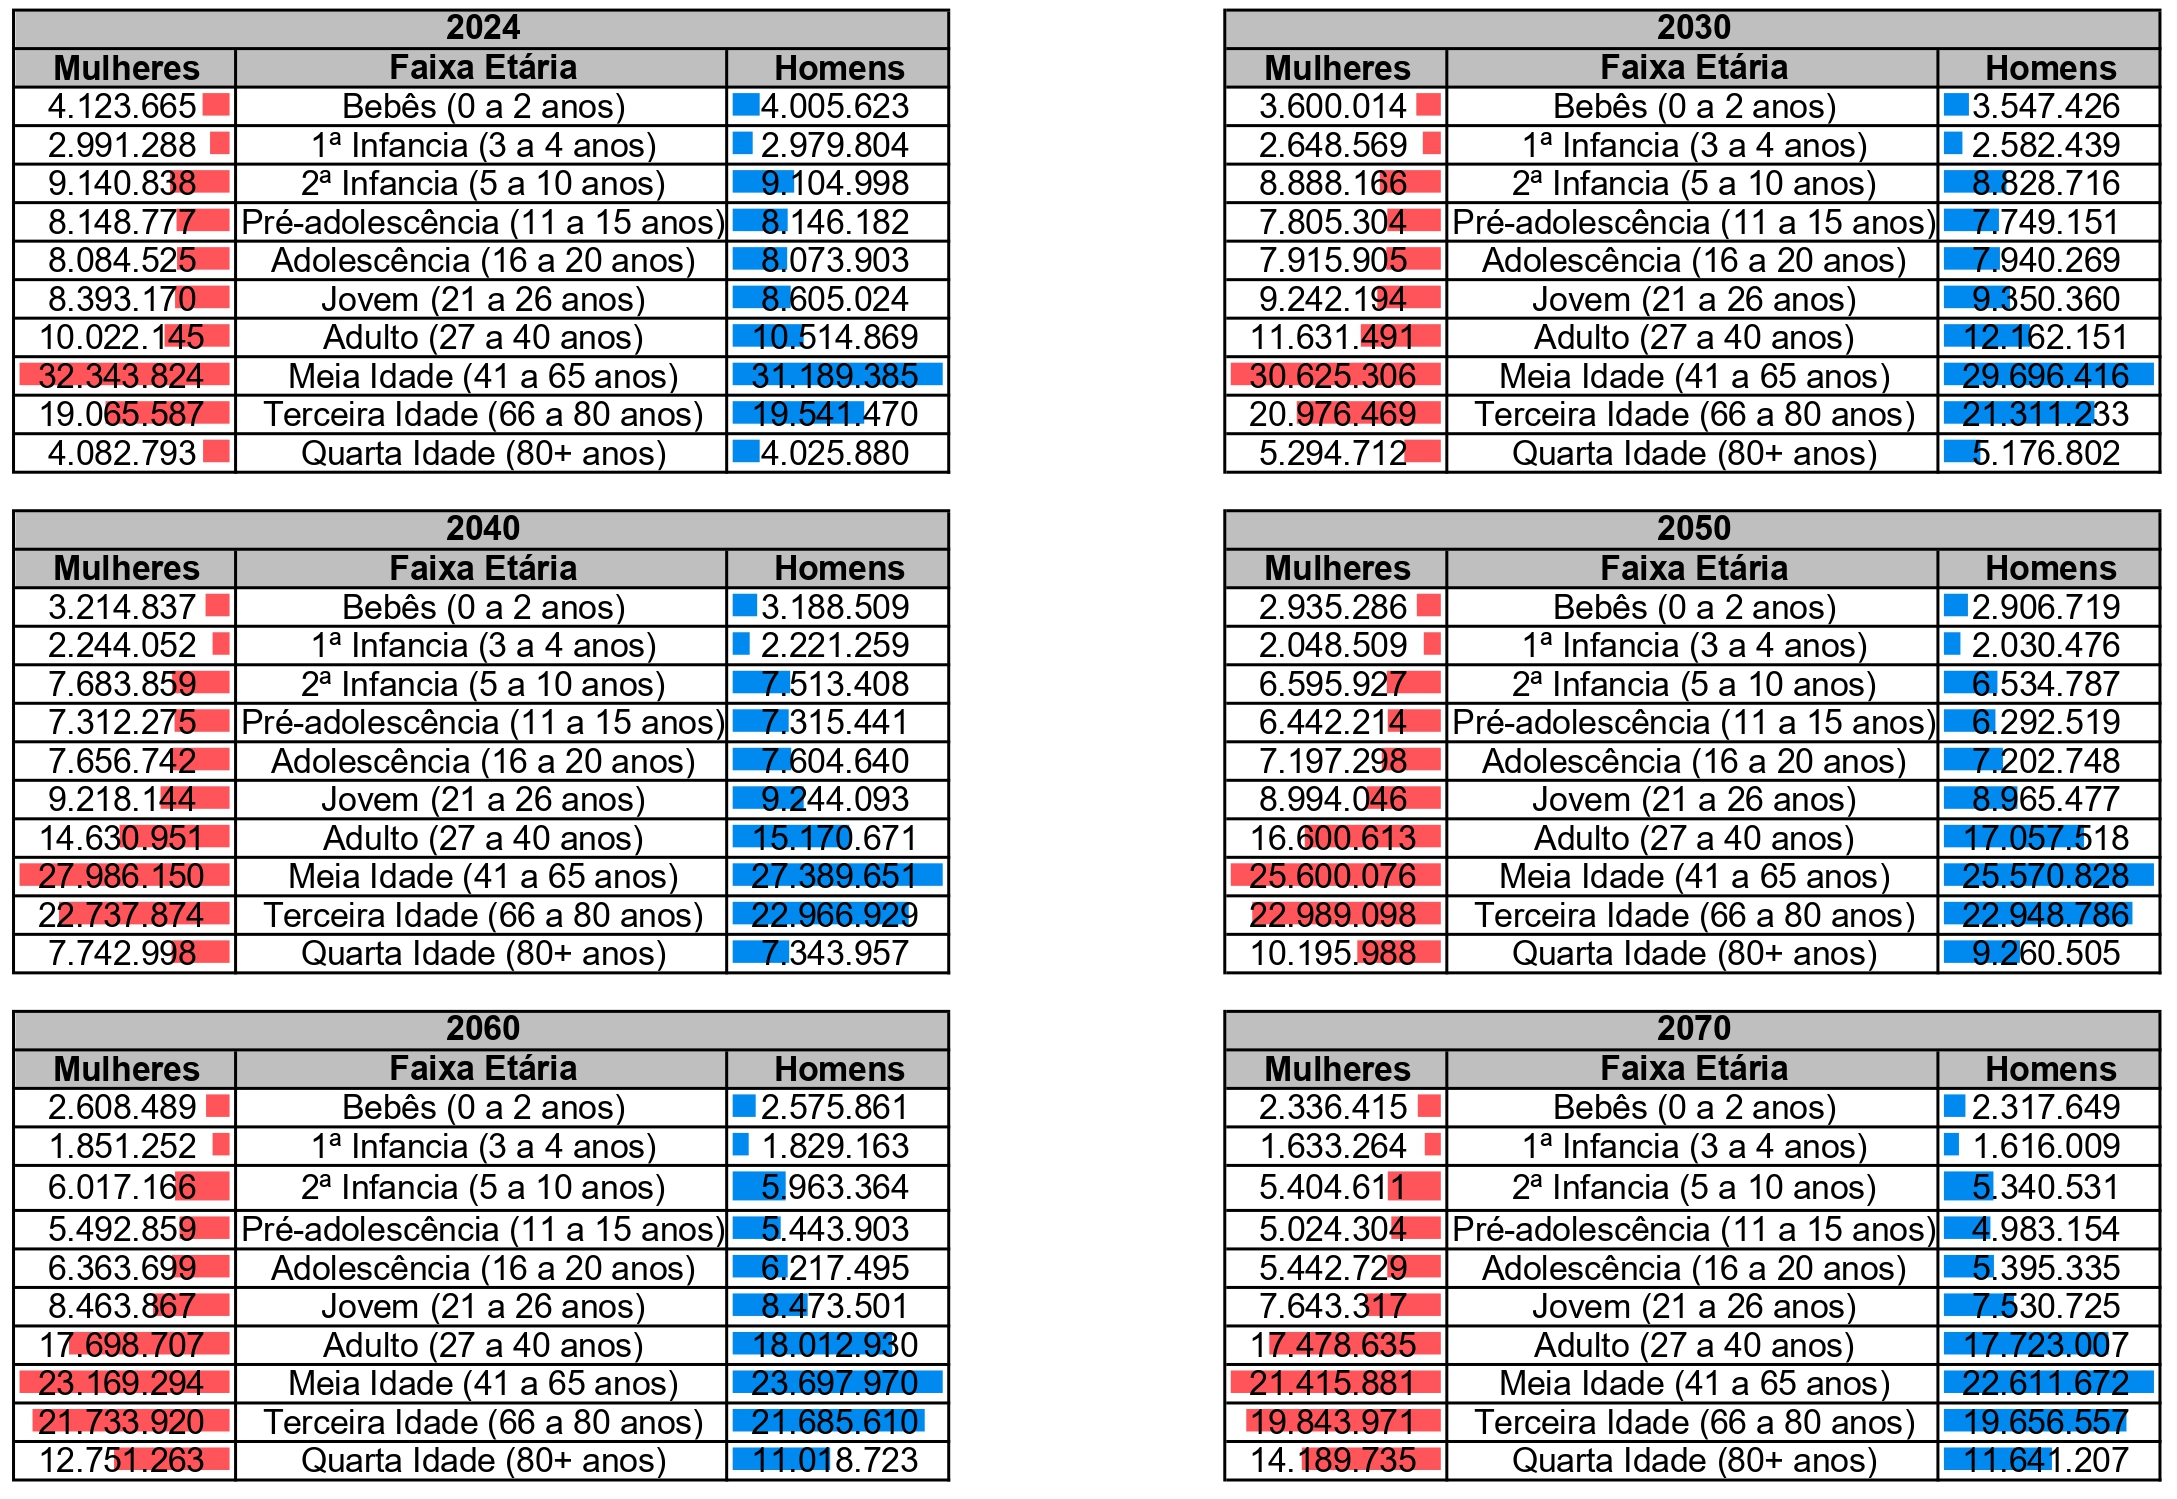 2024
Mulheres Faixa Etária Homens
4.123.665 Bebês (0 a 2 anos) 4.005.623
2.991.288 1ª Infancia (3 a 4 anos) 2.979.804
9.140.838 2ª Infancia (5 a 10 anos) 9.104.998
8.148.777 Pré-adolescência (11 a 15 anos) 8.146.182
8.084.525 Adolescência (16 a 20 anos) 8.073.903
8.393.170 Jovem (21 a 26 anos) 8.605.024
10.022.145 Adulto (27 a 40 anos) 10.514.869
32.343.824 Meia Idade (41 a 65 anos) 31.189.385
19.065.587 Terceira Idade (66 a 80 anos) 19.541.470
4.082.793 Quarta Idade (80+ anos) 4.025.880
2030
Mulheres Faixa Etária Homens
3.600.014 Bebês (0 a 2 anos) 3.547.426
2.648.569 1ª Infancia (3 a 4 anos) 2.582.439
8.888.166 2ª Infancia (5 a 10 anos) 8.828.716
7.805.304 Pré-adolescência (11 a 15 anos) 7.749.151
7.915.905 Adolescência (16 a 20 anos) 7.940.269
9.242.194 Jovem (21 a 26 anos) 9.350.360
11.631.491 Adulto (27 a 40 anos) 12.162.151
30.625.306 Meia Idade (41 a 65 anos) 29.696.416
20.976.469 Terceira Idade (66 a 80 anos) 21.311.233
5.294.712 Quarta Idade (80+ anos) 5.176.802
2040
Mulheres Faixa Etária Homens
3.214.837 Bebês (0 a 2 anos) 3.188.509
2.244.052 1ª Infancia (3 a 4 anos) 2.221.259
7.683.859 2ª Infancia (5 a 10 anos) 7.513.408
7.312.275 Pré-adolescência (11 a 15 anos) 7.315.441
7.656.742 Adolescência (16 a 20 anos) 7.604.640
9.218.144 Jovem (21 a 26 anos) 9.244.093
14.630.951 Adulto (27 a 40 anos) 15.170.671
27.986.150 Meia Idade (41 a 65 anos) 27.389.651
22.737.874 Terceira Idade (66 a 80 anos) 22.966.929
7.742.998 Quarta Idade (80+ anos) 7.343.957
2050
Mulheres Faixa Etária Homens
2.935.286 Bebês (0 a 2 anos) 2.906.719
2.048.509 1ª Infancia (3 a 4 anos) 2.030.476
6.595.927 2ª Infancia (5 a 10 anos) 6.534.787
6.442.214 Pré-adolescência (11 a 15 anos) 6.292.519
7.197.298 Adolescência (16 a 20 anos) 7.202.748
8.994.046 Jovem (21 a 26 anos) 8.965.477
16.600.613 Adulto (27 a 40 anos) 17.057.518
25.600.076 Meia Idade (41 a 65 anos) 25.570.828
22.989.098 Terceira Idade (66 a 80 anos) 22.948.786
10.195.988 Quarta Idade (80+ anos) 9.260.505
2060
Mulheres Faixa Etária Homens
2.608.489 Bebês (0 a 2 anos) 2.575.861
1.851.252 1ª Infancia (3 a 4 anos) 1.829.163
6.017.166 2ª Infancia (5 a 10 anos) 5.963.364
5.492.859 Pré-adolescência (11 a 15 anos) 5.443.903
6.363.699 Adolescência (16 a 20 anos) 6.217.495
8.463.867 Jovem (21 a 26 anos) 8.473.501
17.698.707 Adulto (27 a 40 anos) 18.012.930
23.169.294 Meia Idade (41 a 65 anos) 23.697.970
21.733.920 Terceira Idade (66 a 80 anos) 21.685.610
12.751.263 Quarta Idade (80+ anos) 11.018.723
2070
Mulheres Faixa Etária Homens
2.336.415 Bebês (0 a 2 anos) 2.317.649
1.633.264 1ª Infancia (3 a 4 anos) 1.616.009
5.404.611 2ª Infancia (5 a 10 anos) 5.340.531
5.024.304 Pré-adolescência (11 a 15 anos) 4.983.154
5.442.729 Adolescência (16 a 20 anos) 5.395.335
7.643.317 Jovem (21 a 26 anos) 7.530.725
17.478.635 Adulto (27 a 40 anos) 17.723.007
21.415.881 Meia Idade (41 a 65 anos) 22.611.672
19.843.971 Terceira Idade (66 a 80 anos) 19.656.557
14.189.735 Quarta Idade (80+ anos) 11.641.207